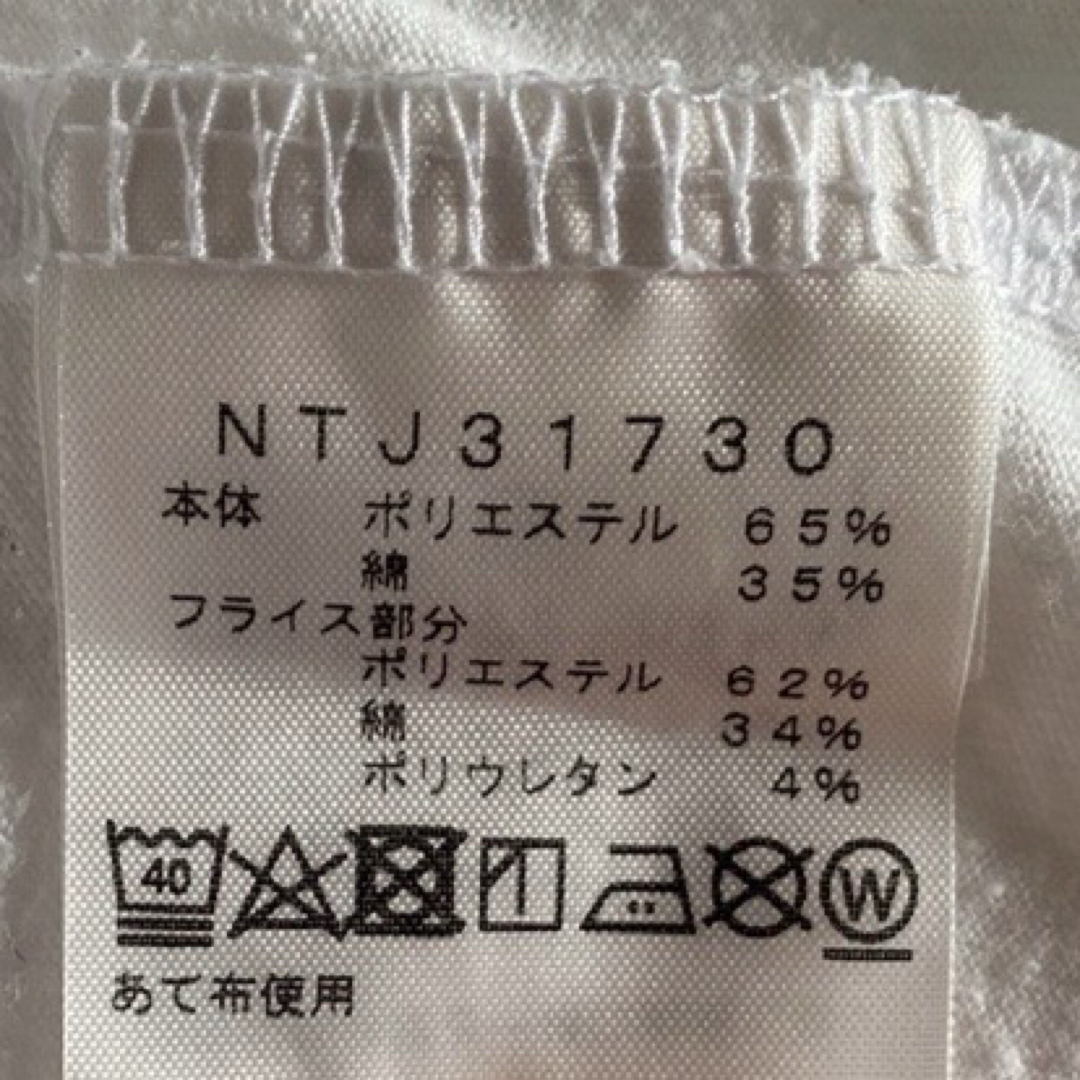 NTJ31730
本体 ポリエステル 65%
綿 35%
フライス部分
ポリエステル 62%
綿 34%
ポリウレタン 4%
40 W
あて布使用